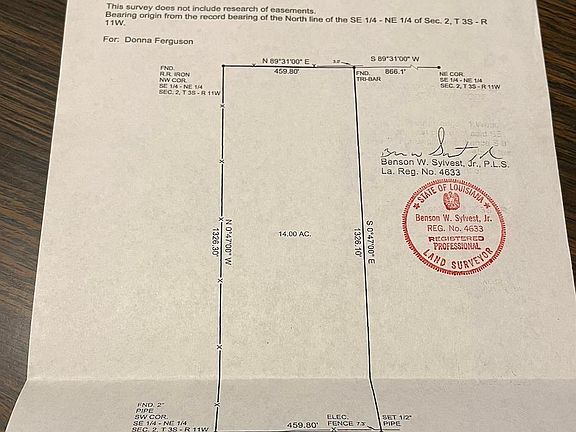 This survey does not include research of easements.
Bearing origin from the record bearing of the North line of the SE 1/4 - NE 1/4 of Sec. 2, T 3S - R
11W.
For: Donna Ferguson
N 89°31'00" E
459.80'
3.0'
S 89°31'00" W
866.1'
FND.
R.R. IRON
NW COR.
SE 1/4 - NE 1/4
SEC. 2, T 3S - R 11W
FND.
TRI-BAR
NE COR.
SE 1/4 - NE 1/4
SEC. 2, T 3S - R 11W
Benson W. Sylvest, Jr., P.L.S.
La. Reg. No. 4633
STATE OF LOUISIANA
Benson W. Sylvest, Jr.
REG. No. 4633
REGISTERED
PROFESSIONAL
LAND SURVEYOR
N 0°47'00" W
1326.30'
14.00 AC.
S 0°47'00" E
1326.10'
FND. 2"
PIPE
SW COR.
SE 1/4 - NE 1/4
SEC. 2, T 3S - R 11W
459.80'
ELEC.
FENCE 7.3'
SET 1/2"
PIPE